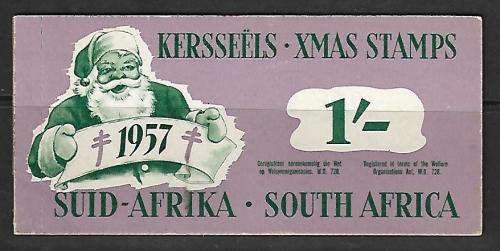 KERSSEËLS · XMAS STAMPS
1957
1/-
Geregistreer ooreenkomstig die Wet
op Welsynsorganisasies. W.O. 728.
Registered in terms of the Welfare
Organisations Act, W.O. 728.
SUID-AFRIKA · SOUTH AFRICA